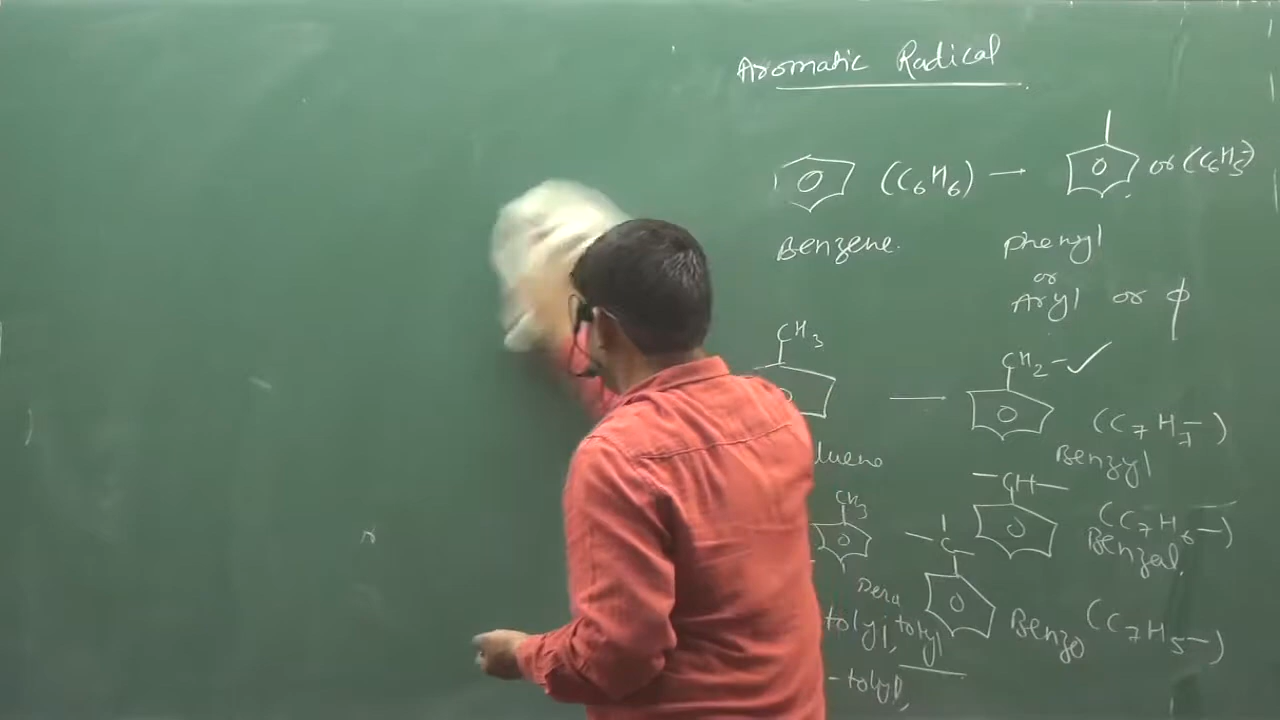 Aromatic Radical
(C6H6) → or (C6H5-)
Benzene. phenyl
or
Aryl or φ
CH3
CH2- ✓
(C7H7-)
Benzyl
-CH-
CH3
(C7H6-)
Benzal.
-C-
para
tolyl, tolyl
Benzo (C7H5-)
-tolyl,